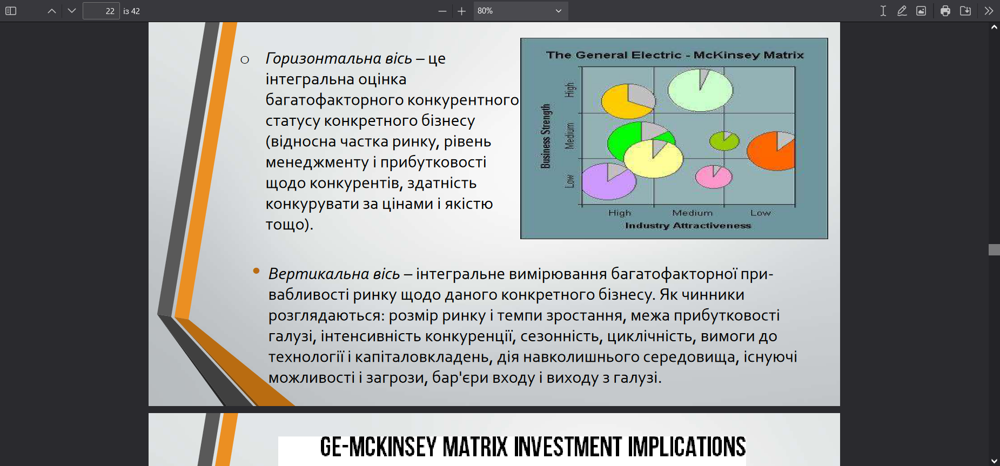 22
із 42
80%
Горизонтальна вісь – це
інтегральна оцінка
багатофакторного конкурентного
статусу конкретного бізнесу
(відносна частка ринку, рівень
менеджменту і прибутковості
щодо конкурентів, здатність
конкурувати за цінами і якістю
тощо).
The General Electric - McKinsey Matrix
Business Strength
High
Medium
Low
High Medium Low
Industry Attractiveness
Вертикальна вісь – інтегральне вимірювання багатофакторної при-
вабливості ринку щодо даного конкретного бізнесу. Як чинники
розглядаються: розмір ринку і темпи зростання, межа прибутковості
галузі, інтенсивність конкуренції, сезонність, циклічність, вимоги до
технології і капіталовкладень, дія навколишнього середовища, існуючі
можливості і загрози, бар'єри входу і виходу з галузі.
GE-MCKINSEY MATRIX INVESTMENT IMPLICATIONS